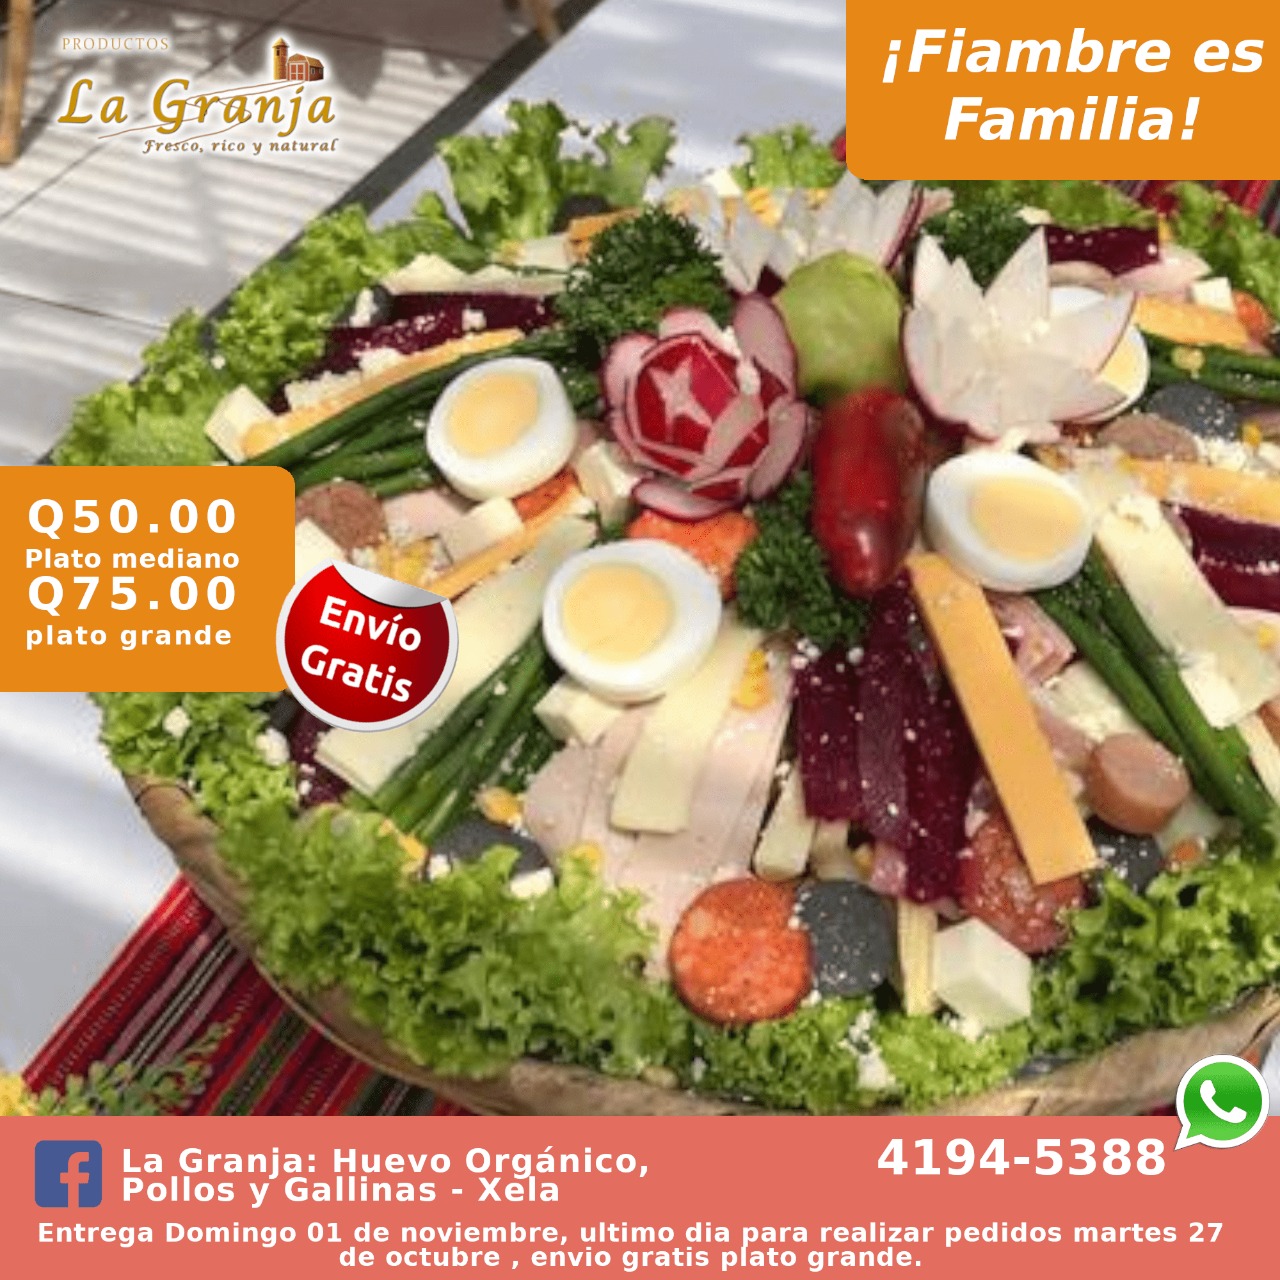 PRODUCTOS
La Granja
Fresco, rico y natural
¡Fiambre es
Familia!
Q50.00
Plato mediano
Q75.00
plato grande
Envío
Gratis
La Granja: Huevo Orgánico,
Pollos y Gallinas - Xela
4194-5388
Entrega Domingo 01 de noviembre, ultimo dia para realizar pedidos martes 27
de octubre , envio gratis plato grande.